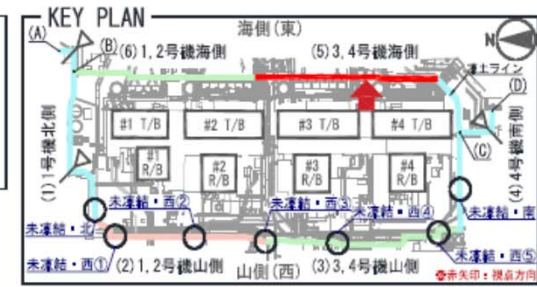 KEY PLAN
海側(東)
N
(A)
(B)
(6)1,2号機海側
(5)3,4号機海側
凍土ライン
(D)
(1)1号機北側
#1 T/B
#2 T/B
#3 T/B
#4 T/B
(4)4号機南側
(C)
#1
R/B
#2
R/B
#3
R/B
#4
R/B
未凍結・北
未凍結・西②
未凍結・西③
未凍結・西④
未凍結・南
未凍結・西①
(2)1,2号機山側
山側(西)
(3)3,4号機山側
未凍結・西⑤
赤矢印:視点方向